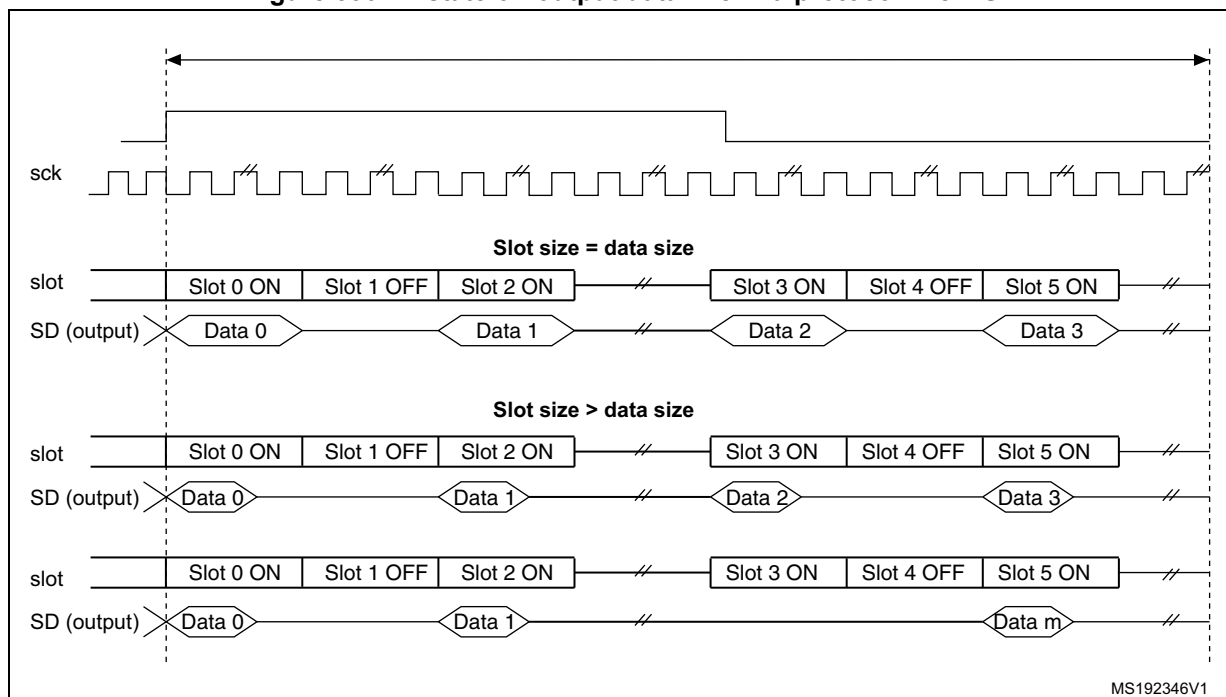 sck
Slot size = data size
slot Slot 0 ON Slot 1 OFF Slot 2 ON Slot 3 ON Slot 4 OFF Slot 5 ON
SD (output) Data 0 Data 1 Data 2 Data 3
Slot size > data size
slot Slot 0 ON Slot 1 OFF Slot 2 ON Slot 3 ON Slot 4 OFF Slot 5 ON
SD (output) Data 0 Data 1 Data 2 Data 3
slot Slot 0 ON Slot 1 OFF Slot 2 ON Slot 3 ON Slot 4 OFF Slot 5 ON
SD (output) Data 0 Data 1 Data m
MS192346V1